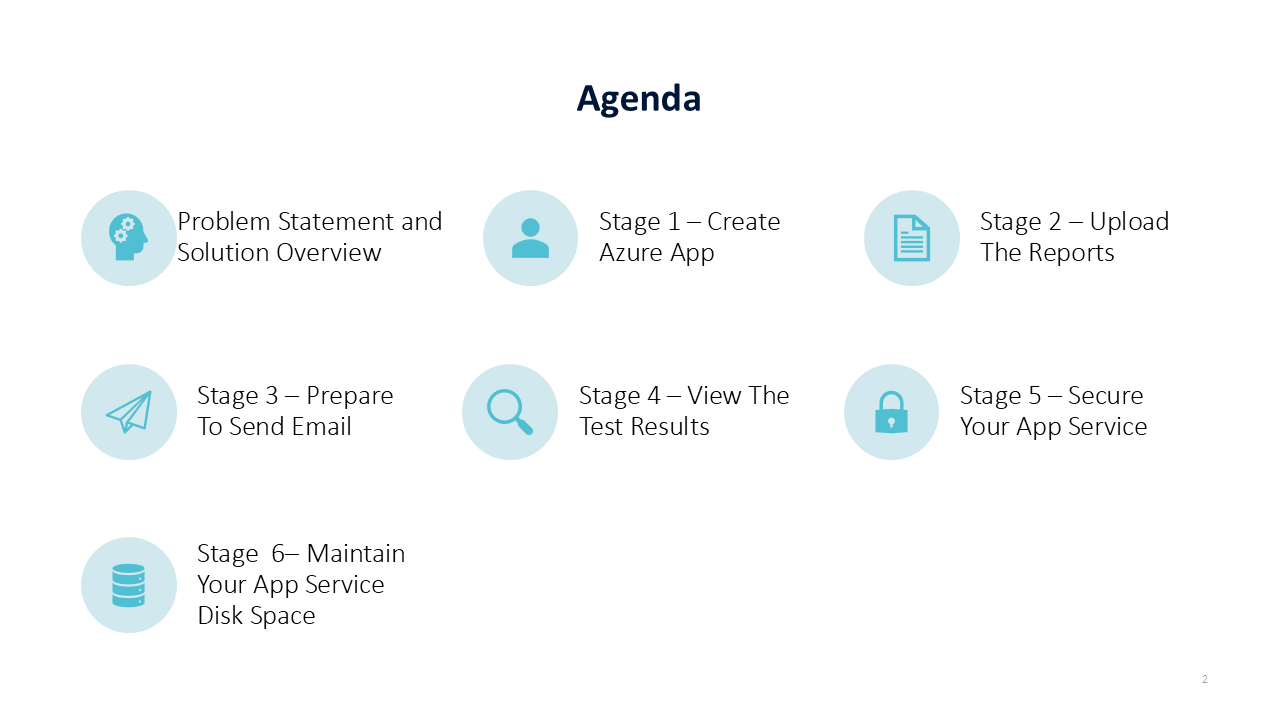 Agenda
Problem Statement and
Solution Overview
Stage 1 – Create
Azure App
Stage 2 – Upload
The Reports
Stage 3 – Prepare
To Send Email
Stage 4 – View The
Test Results
Stage 5 – Secure
Your App Service
Stage  6– Maintain
Your App Service
Disk Space
2